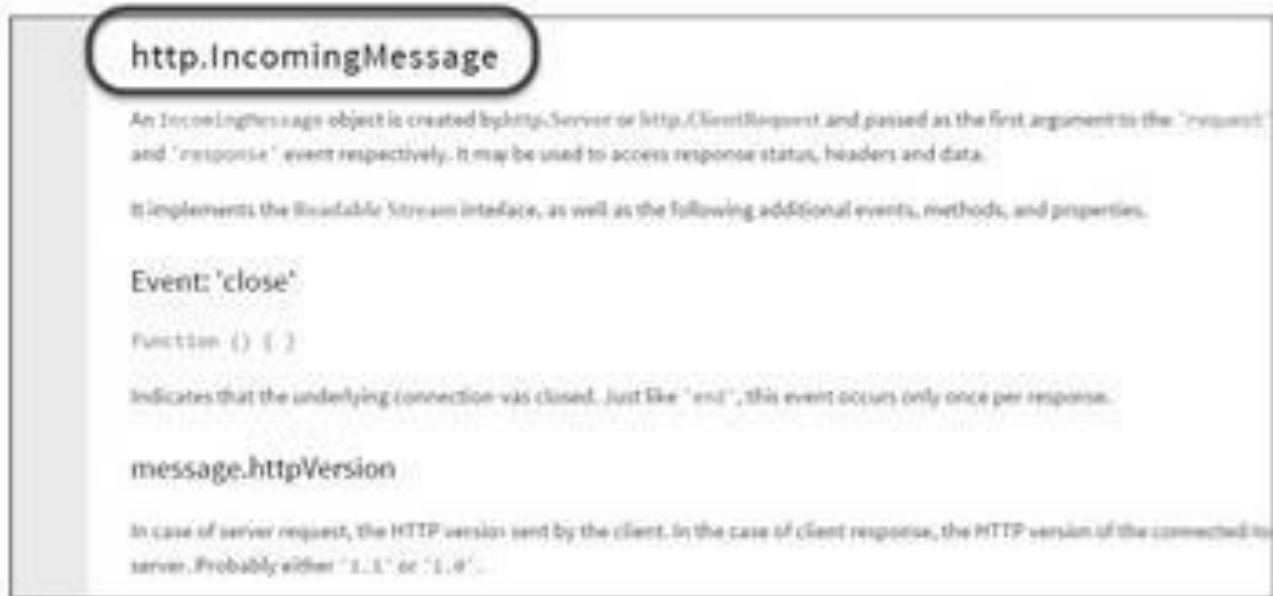 http.IncomingMessage
An IncomingMessage object is created byhttp.Server or http.ClientRequest and passed as the first argument to the 'request'
and 'response' event respectively. It may be used to access response status, headers and data.
It implements the Readable Stream interface, as well as the following additional events, methods, and properties.
Event: 'close'
function () { }
Indicates that the underlying connection vas closed. Just like 'end', this event occurs only once per response.
message.httpVersion
In case of server request, the HTTP version sent by the client. In the case of client response, the HTTP version of the connected-to
server. Probably either '1.1' or '1.0'.